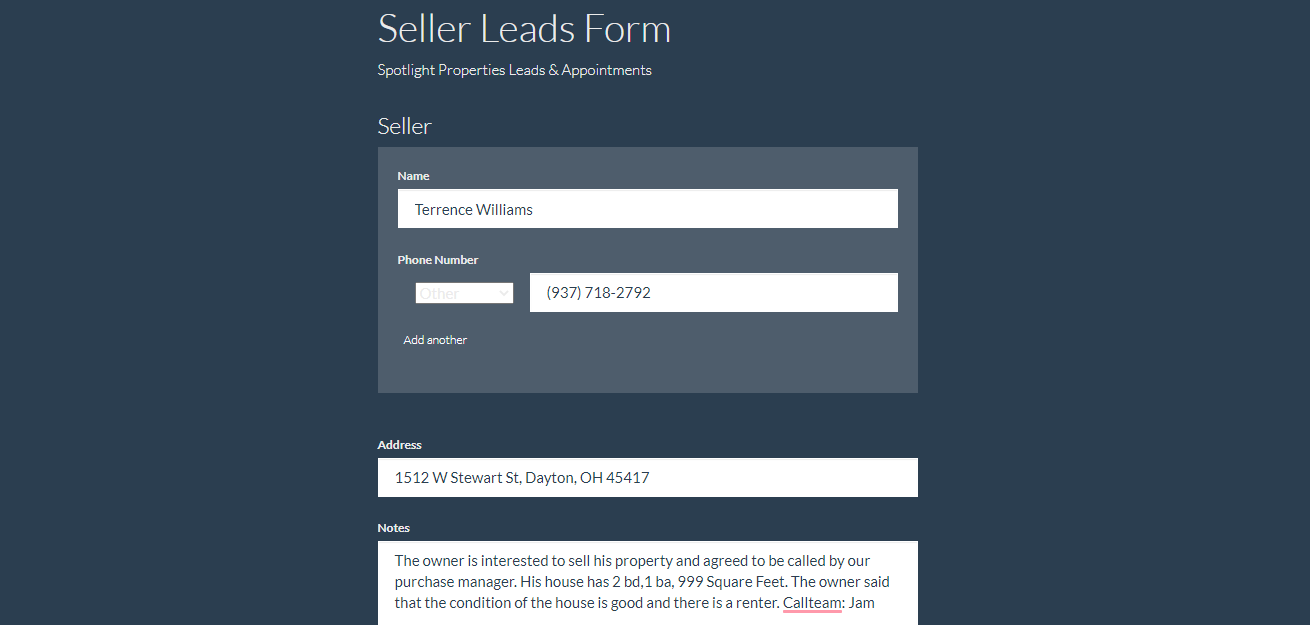 Seller Leads Form
Spotlight Properties Leads & Appointments
Seller
Name
Terrence Williams
Phone Number
Other
(937) 718-2792
Add another
Address
1512 W Stewart St, Dayton, OH 45417
Notes
The owner is interested to sell his property and agreed to be called by our
purchase manager. His house has 2 bd,1 ba, 999 Square Feet. The owner said
that the condition of the house is good and there is a renter. Callteam: Jam